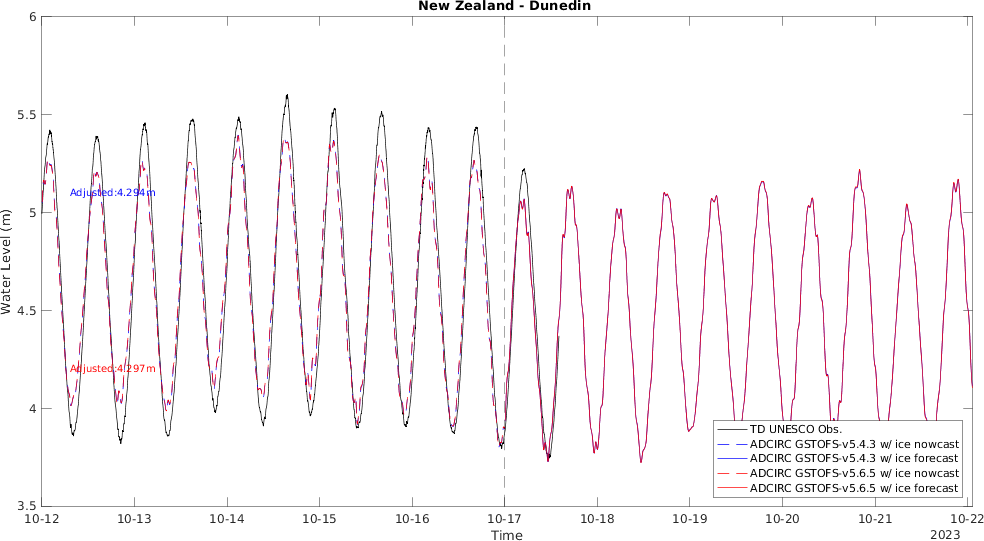 New Zealand - Dunedin
6
5.5
5
4.5
4
3.5
Water Level (m)
Adjusted:4.294m
Adjusted:4.297m
TD UNESCO Obs.
ADCIRC GSTOFS-v5.4.3 w/ ice nowcast
ADCIRC GSTOFS-v5.4.3 w/ ice forecast
ADCIRC GSTOFS-v5.6.5 w/ ice nowcast
ADCIRC GSTOFS-v5.6.5 w/ ice forecast
10-12 10-13 10-14 10-15 10-16 10-17 10-18 10-19 10-20 10-21 10-22
Time
2023